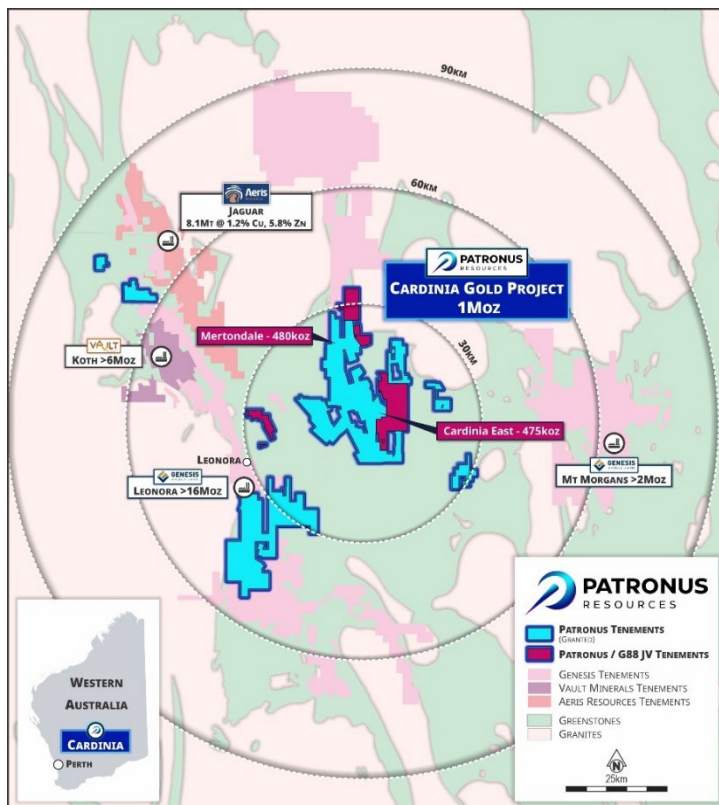 90KM
60KM
30KM
Aeris
JAGUAR
8.1MT @ 1.2% CU, 5.8% ZN
PATRONUS
RESOURCES
CARDINIA GOLD PROJECT
1MOZ
Mertondale - 480koz
VAULT
KOTH >6MOZ
Cardinia East - 475koz
LEONORA
GENESIS
LEONORA >16MOZ
GENESIS
MT MORGANS >2MOZ
WESTERN
AUSTRALIA
CARDINIA
PERTH
PATRONUS
RESOURCES
PATRONUS TENEMENTS
(GRANTED)
PATRONUS / G88 JV TENEMENTS
GENESIS TENEMENTS
VAULT MINERALS TENEMENTS
AERIS RESOURCES TENEMENTS
GREENSTONES
GRANITES
N
25km